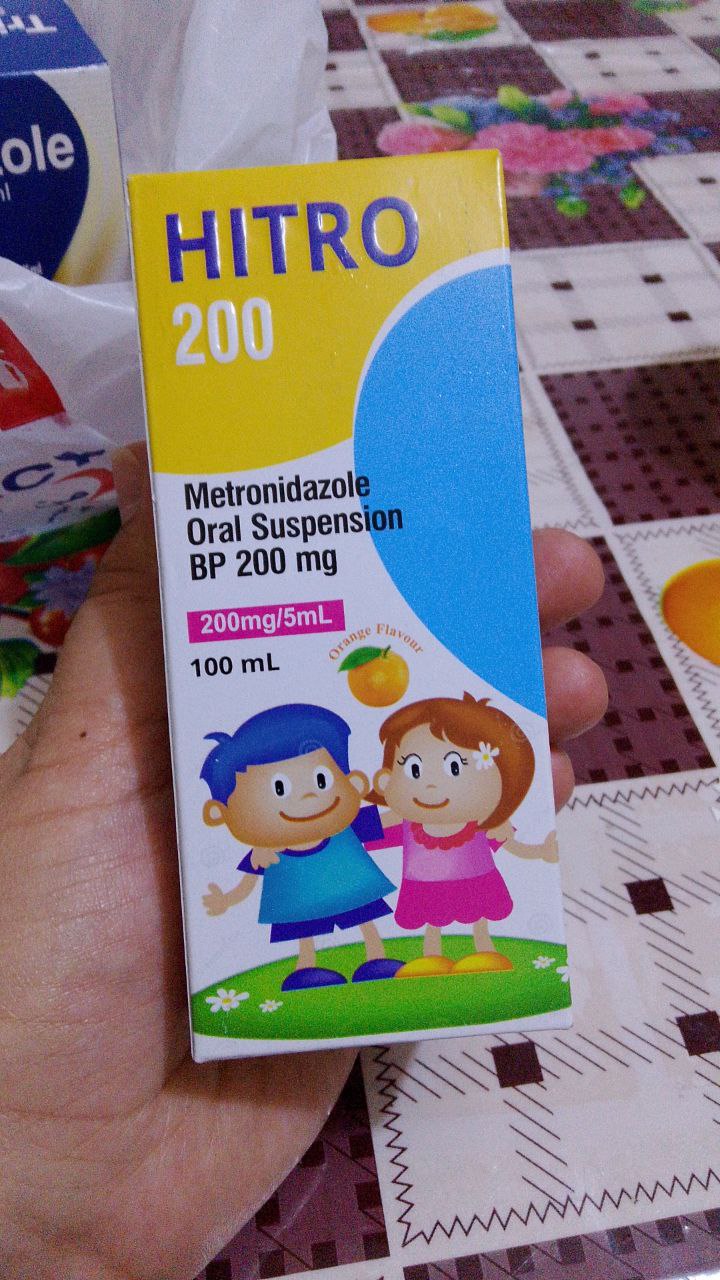 HITRO
200
Metronidazole
Oral Suspension
BP 200 mg
200mg/5mL
100 mL
Orange Flavour
ole